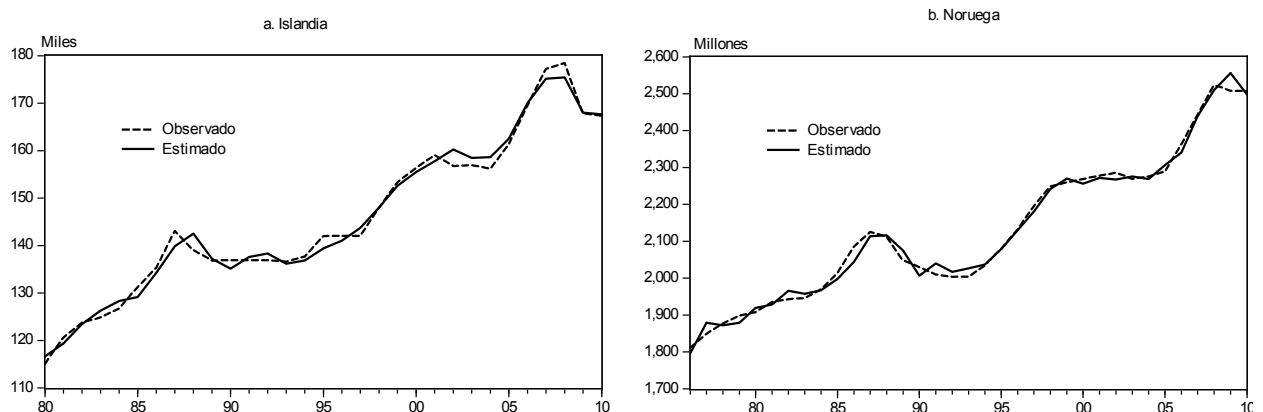 a. Islandia
Miles
180
170
160
150
140
130
120
110
80 85 90 95 00 05 10
Observado
Estimado
b. Noruega
Millones
2,600
2,500
2,400
2,300
2,200
2,100
2,000
1,900
1,800
1,700
80 85 90 95 00 05 10
Observado
Estimado